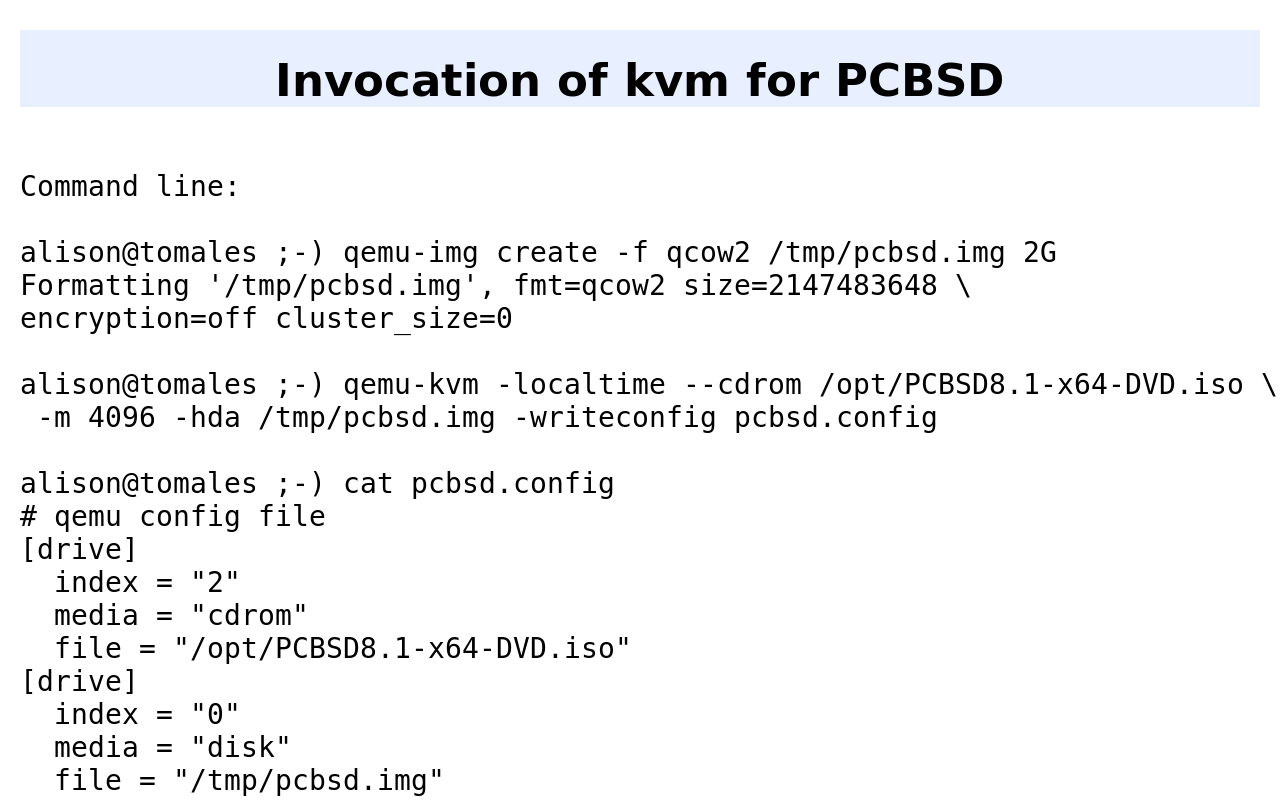 Invocation of kvm for PCBSD
Command line:
alison@tomales ;-) qemu-img create -f qcow2 /tmp/pcbsd.img 2G
Formatting '/tmp/pcbsd.img', fmt=qcow2 size=2147483648 \
encryption=off cluster_size=0
alison@tomales ;-) qemu-kvm -localtime --cdrom /opt/PCBSD8.1-x64-DVD.iso \
 -m 4096 -hda /tmp/pcbsd.img -writeconfig pcbsd.config
alison@tomales ;-) cat pcbsd.config
# qemu config file
[drive]
  index = "2"
  media = "cdrom"
  file = "/opt/PCBSD8.1-x64-DVD.iso"
[drive]
  index = "0"
  media = "disk"
  file = "/tmp/pcbsd.img"